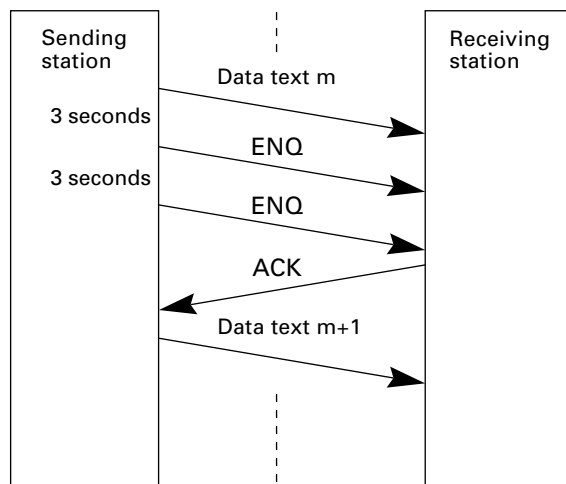 Sending
station
Receiving
station
Data text m
3 seconds
ENQ
3 seconds
ENQ
ACK
Data text m+1